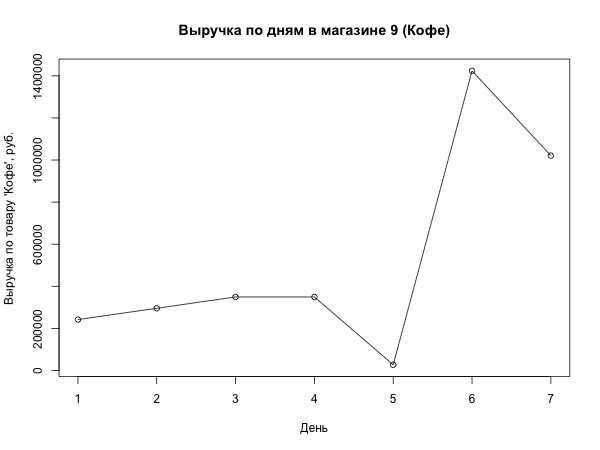 Выручка по дням в магазине 9 (Кофе)
Выручка по товару 'Кофе', руб.
1400000
1000000
600000
200000
0
1 2 3 4 5 6 7
День